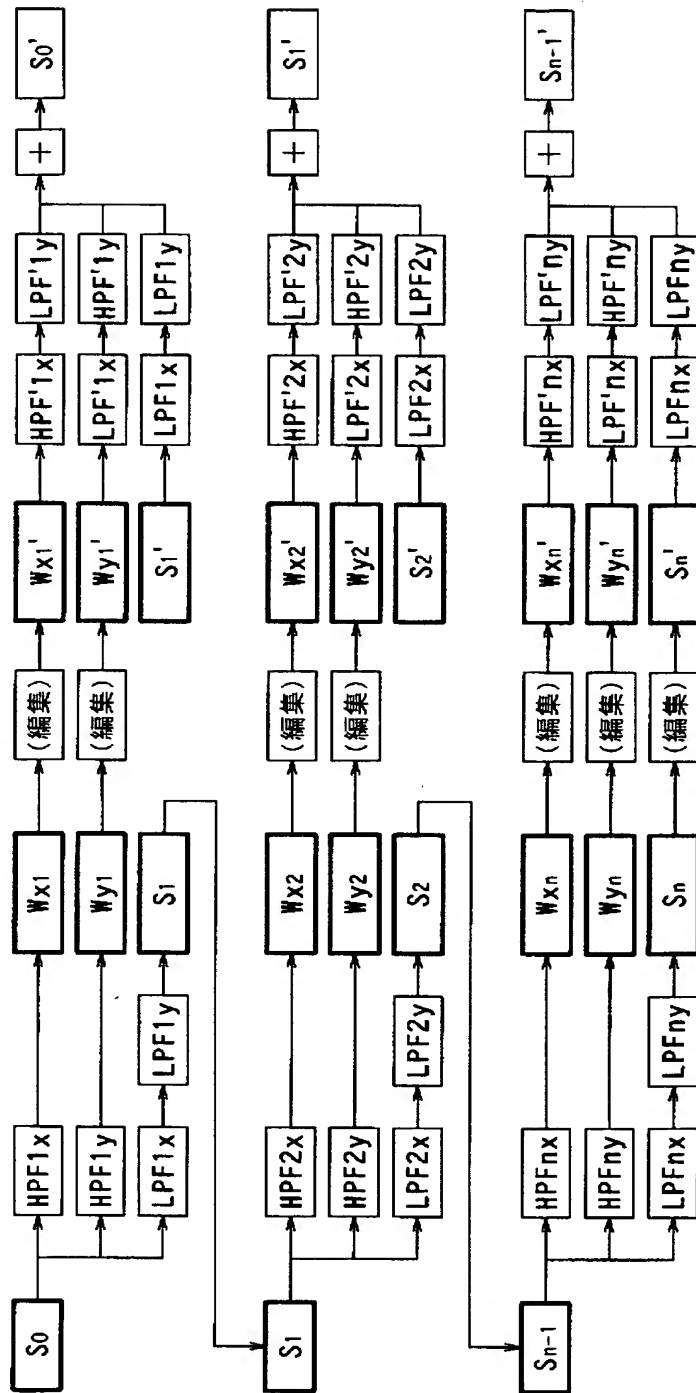 S0 HPF1x Wx1 (編集) Wx1' HPF'1x LPF'1y + S0'
HPF1y Wy1 (編集) Wy1' LPF'1x HPF'1y
LPF1x LPF1y S1 S1' LPF1x LPF1y
S1 HPF2x Wx2 (編集) Wx2' HPF'2x LPF'2y + S1'
HPF2y Wy2 (編集) Wy2' LPF'2x HPF'2y
LPF2x LPF2y S2 S2' LPF2x LPF2y
Sn-1 HPFnx Wxn (編集) Wxn' HPF'nx LPF'ny + Sn-1'
HPFny Wyn (編集) Wyn' LPF'nx HPF'ny
LPFnx LPFny Sn (編集) Sn' LPFnx LPFny